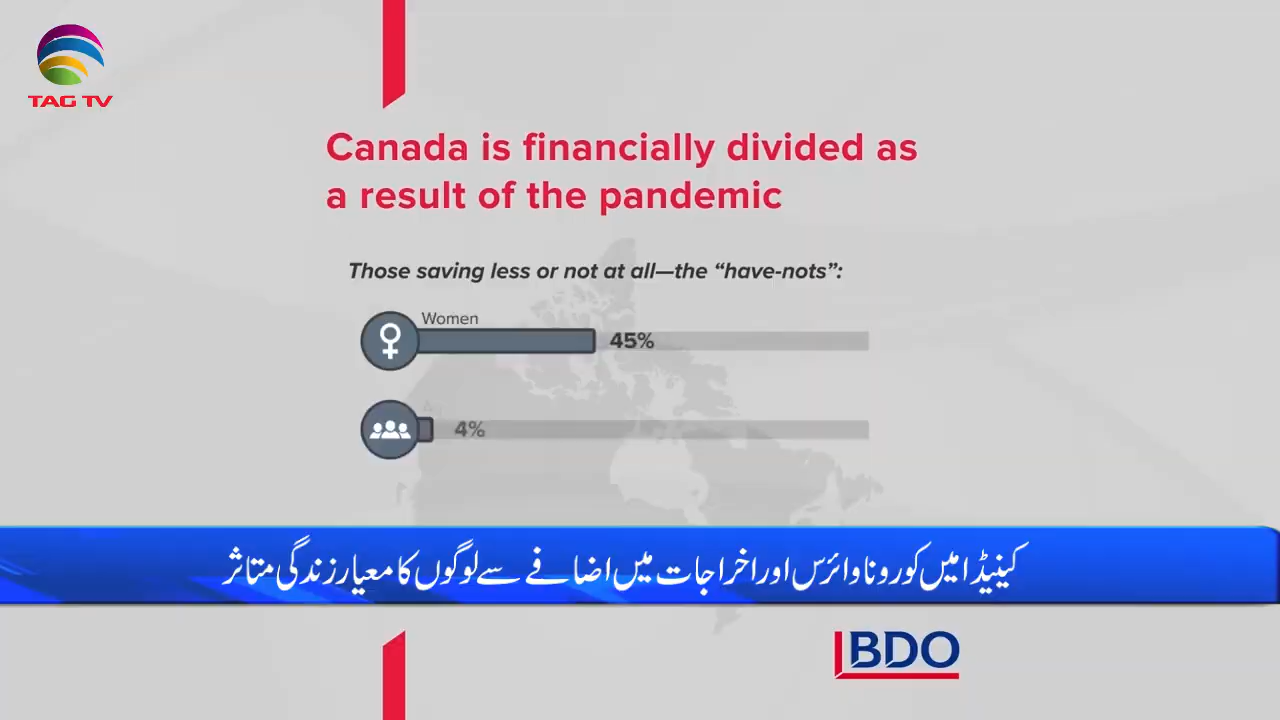 TAG TV
Canada is financially divided as
a result of the pandemic
Those saving less or not at all—the “have-nots”:
Women
45%
4%
کینیڈا میں کورونا وائرس اور اخراجات میں اضافے سے لوگوں کا معیار زندگی متاثر
BDO